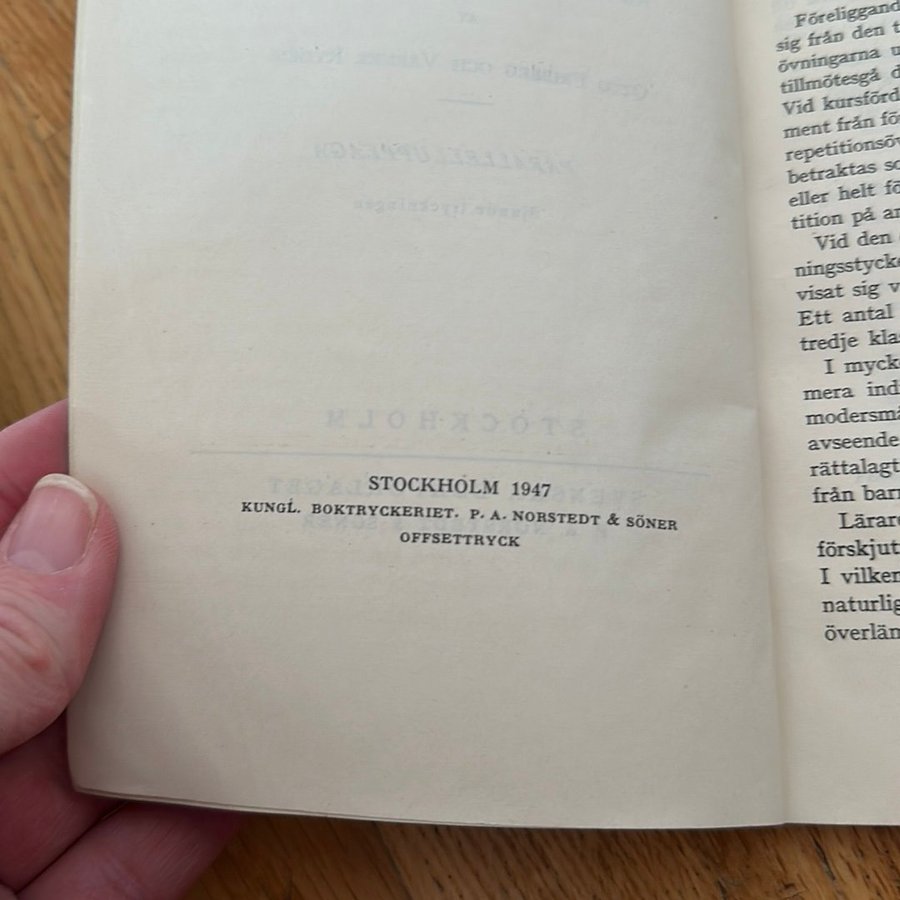 STOCKHOLM 1947
KUNGL. BOKTRYCKERIET. P. A. NORSTEDT & SÖNER
OFFSETTRYCK
Föreliggand
sig från den t
övningarna u
tillmötesgå d
Vid kursförd
ment från fö
repetitionsöv
betraktas so
eller helt fö
tition på an
Vid den
ningsstycke
visat sig v
Ett antal
tredje klas
I mycke
mera ind
modersmå
avseende
rättalagt
från barn
Lärare
förskjut
I vilken
naturlig
överlän